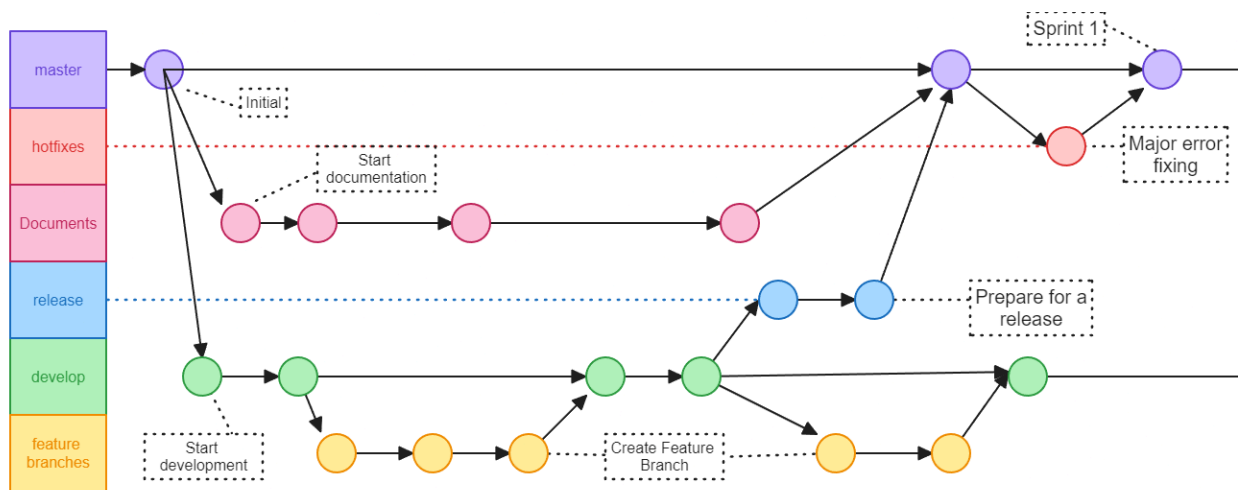 Sprint 1
master
Initial
hotfixes
Major error
fixing
Start
documentation
Documents
release
Prepare for a
release
develop
Start
development
feature
branches
Create Feature
Branch